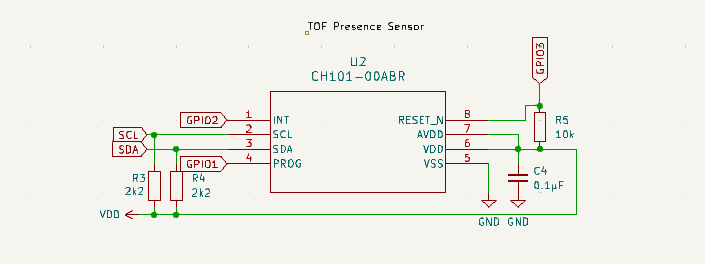 TOF Presence Sensor
GPIO3
U2
CH101-00ABR
GPIO2
1
INT
RESET_N
8
R5
10k
SCL
2
SCL
AVDD
7
SDA
3
SDA
VDD
6
GPIO1
4
PROG
VSS
5
R3
2k2
R4
2k2
C4
0.1µF
VDD
GND
GND